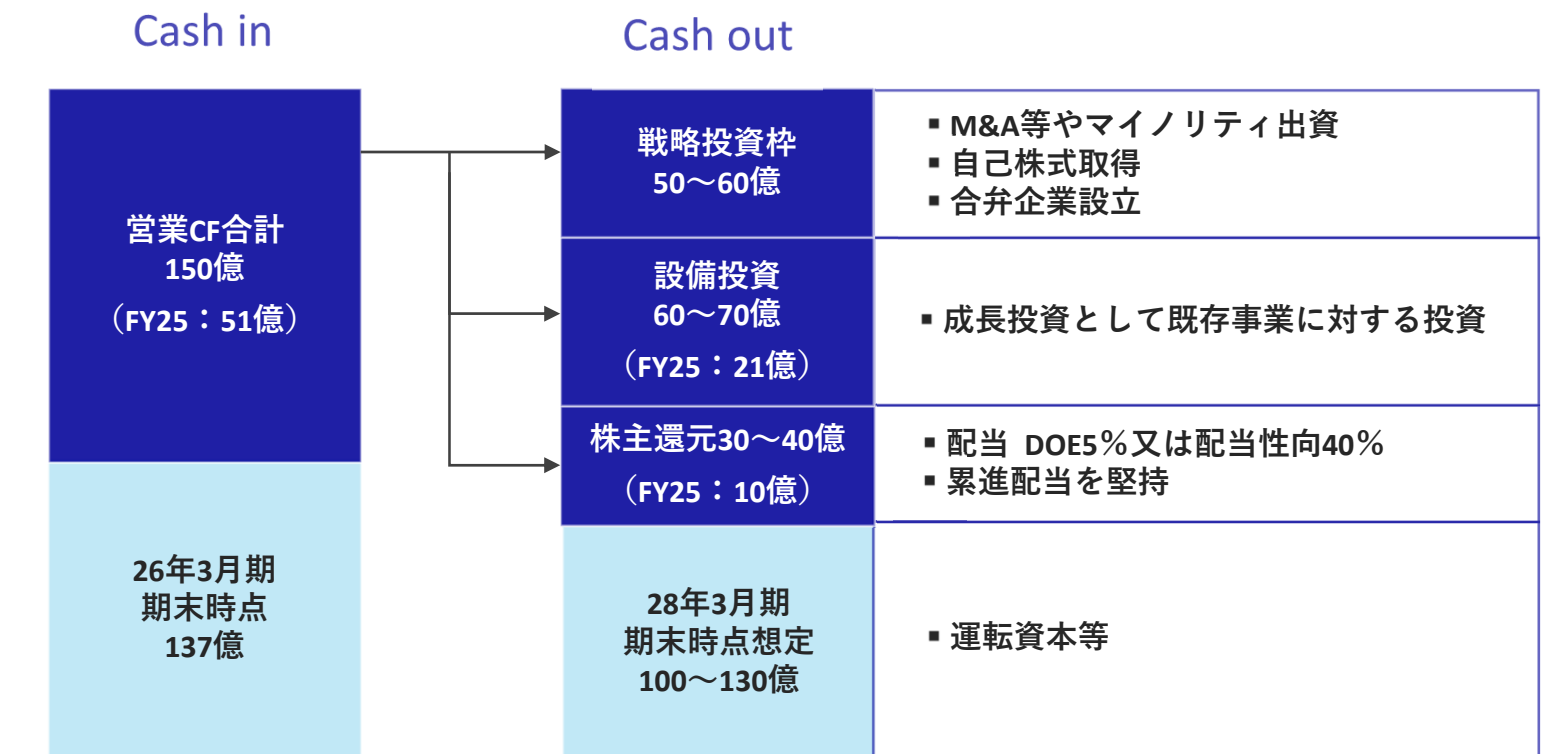 Cash in
Cash out
営業CF合計
150億
（FY25：51億）
26年3月期
期末時点
137億
戦略投資枠
50～60億
▪ M&A等やマイノリティ出資
▪ 自己株式取得
▪ 合弁企業設立
設備投資
60～70億
（FY25：21億）
▪ 成長投資として既存事業に対する投資
株主還元30～40億
（FY25：10億）
▪ 配当 DOE5％又は配当性向40％
▪ 累進配当を堅持
28年3月期
期末時点想定
100～130億
▪ 運転資本等